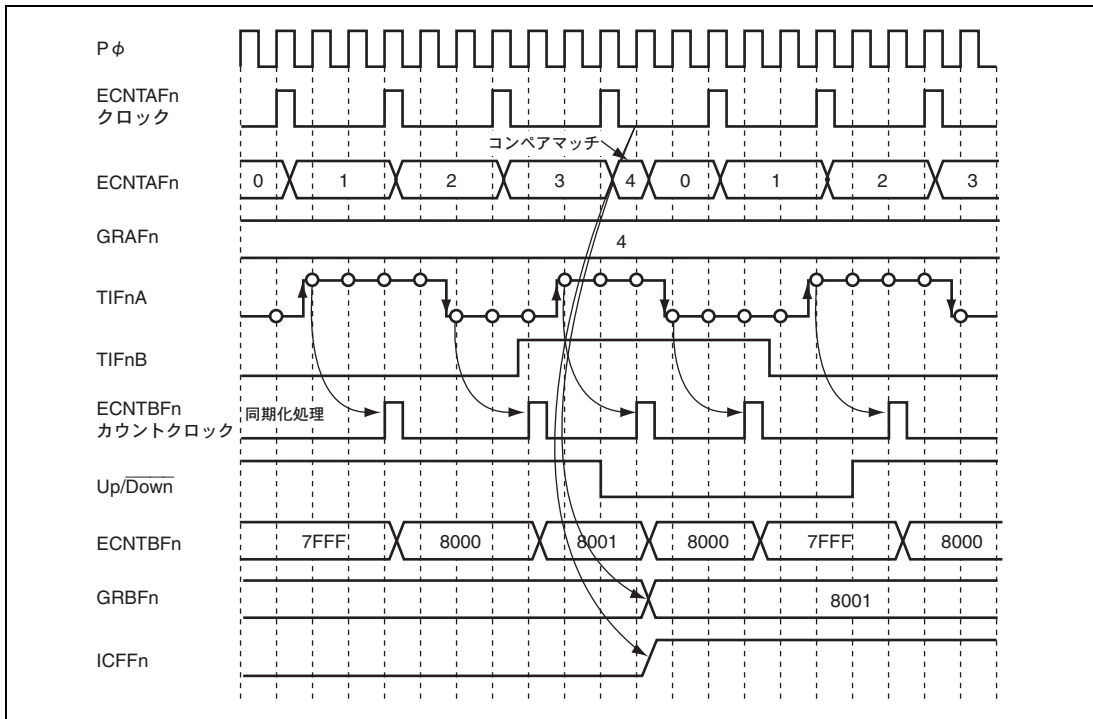 Pφ
ECNTAFn
クロック
コンペアマッチ
ECNTAFn
0 1 2 3 4 0 1 2 3
GRAFn
4
TIFnA
TIFnB
ECNTBFn
カウントクロック
同期化処理
Up/Down
ECNTBFn
7FFF 8000 8001 8000 7FFF 8000
GRBFn
8001
ICFFn